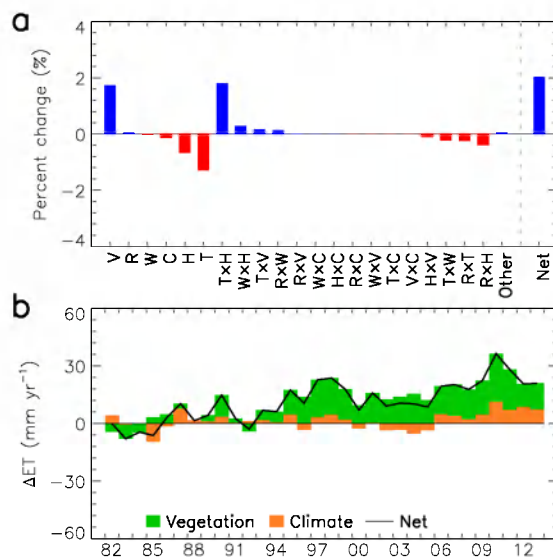 a
Percent change (%)
4
2
0
−2
−4
V R W C H T T×H W×H T×V R×W R×V W×C H×C R×C W×V T×C V×C H×V T×W R×T R×H Other Net
b
ΔET (mm yr⁻¹)
60
30
0
−30
−60
Vegetation Climate Net
82 85 88 91 94 97 00 03 06 09 12